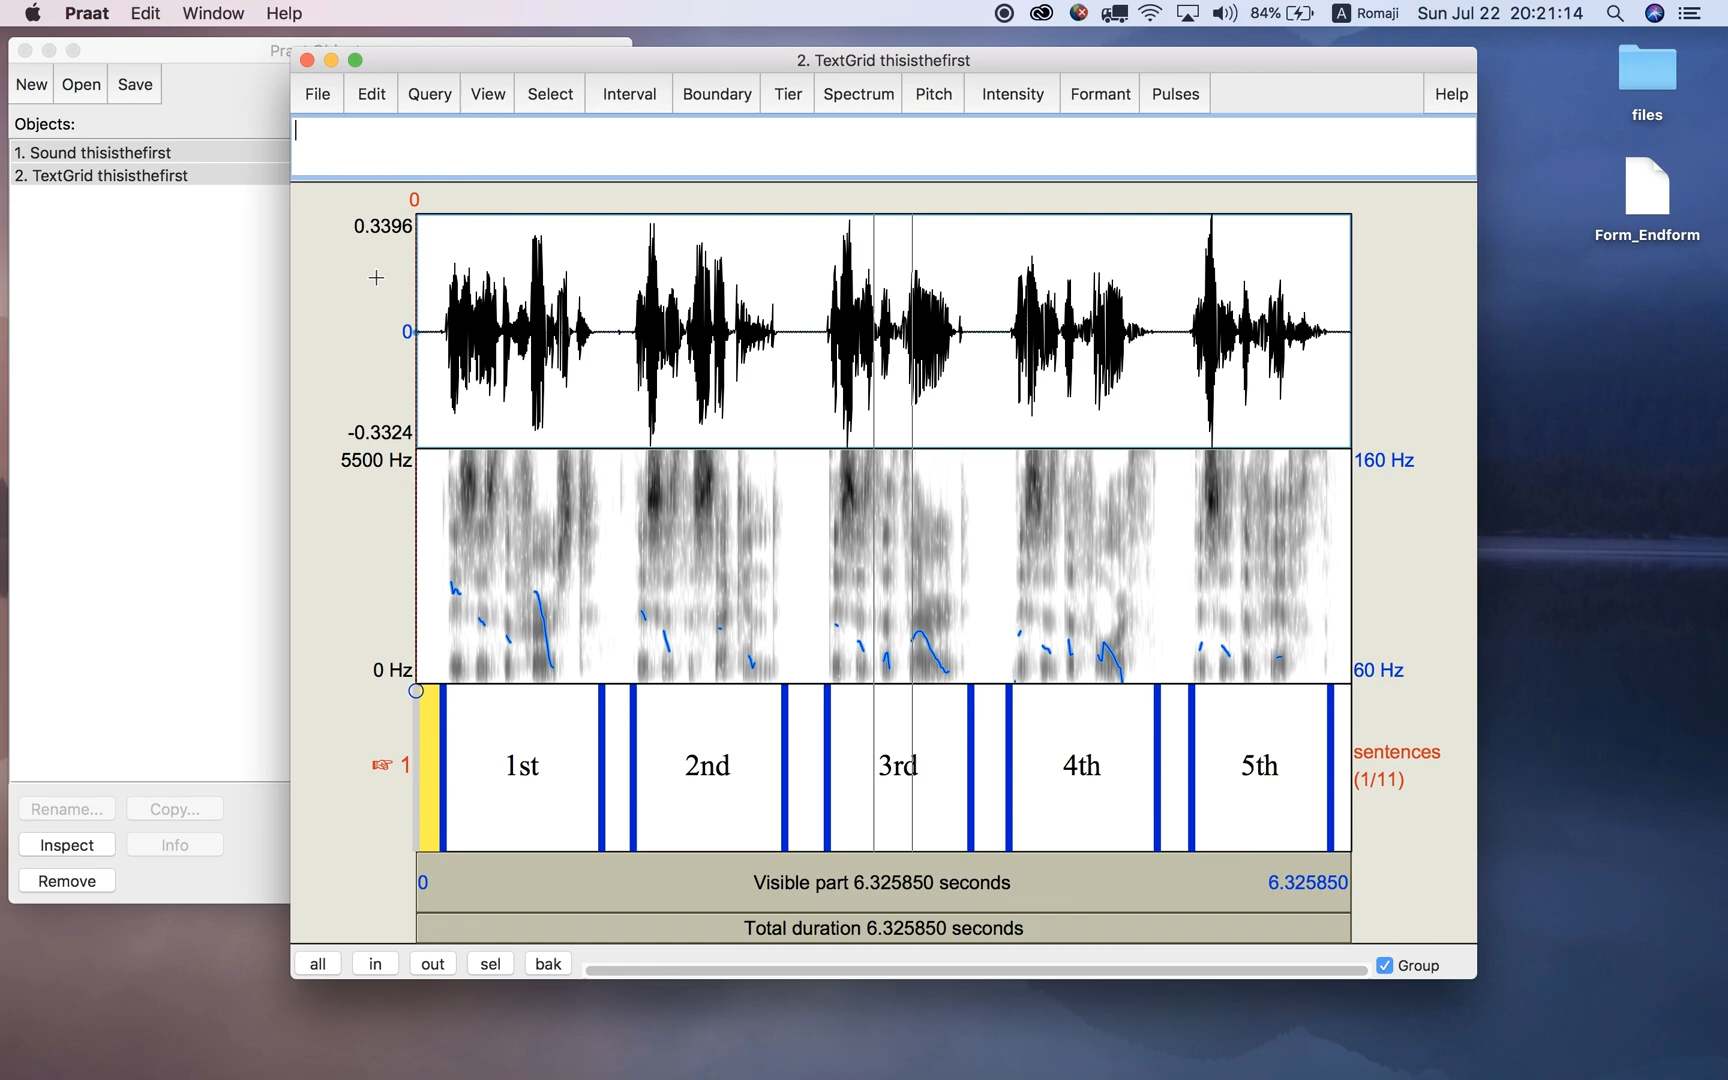 Praat Edit Window Help 84% A Romaji Sun Jul 22 20:21:14
New Open Save
Objects:
1. Sound thisisthefirst
2. TextGrid thisisthefirst
Rename... Copy...
Inspect Info
Remove
2. TextGrid thisisthefirst
File Edit Query View Select Interval Boundary Tier Spectrum Pitch Intensity Formant Pulses Help
0
0.3396
0
-0.3324
5500 Hz 160 Hz
0 Hz 60 Hz
☞ 1 1st 2nd 3rd 4th 5th sentences
(1/11)
0 Visible part 6.325850 seconds 6.325850
Total duration 6.325850 seconds
all in out sel bak Group
files
Form_Endform